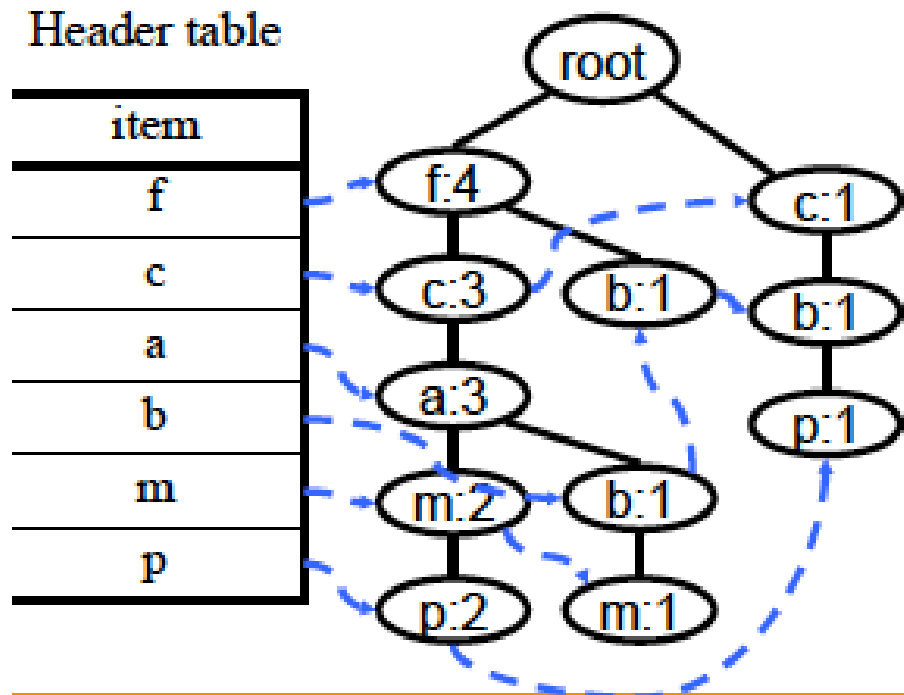 Header table
item
f
c
a
b
m
p
root
f:4
c:1
c:3
b:1
b:1
a:3
p:1
m:2
b:1
p:2
m:1